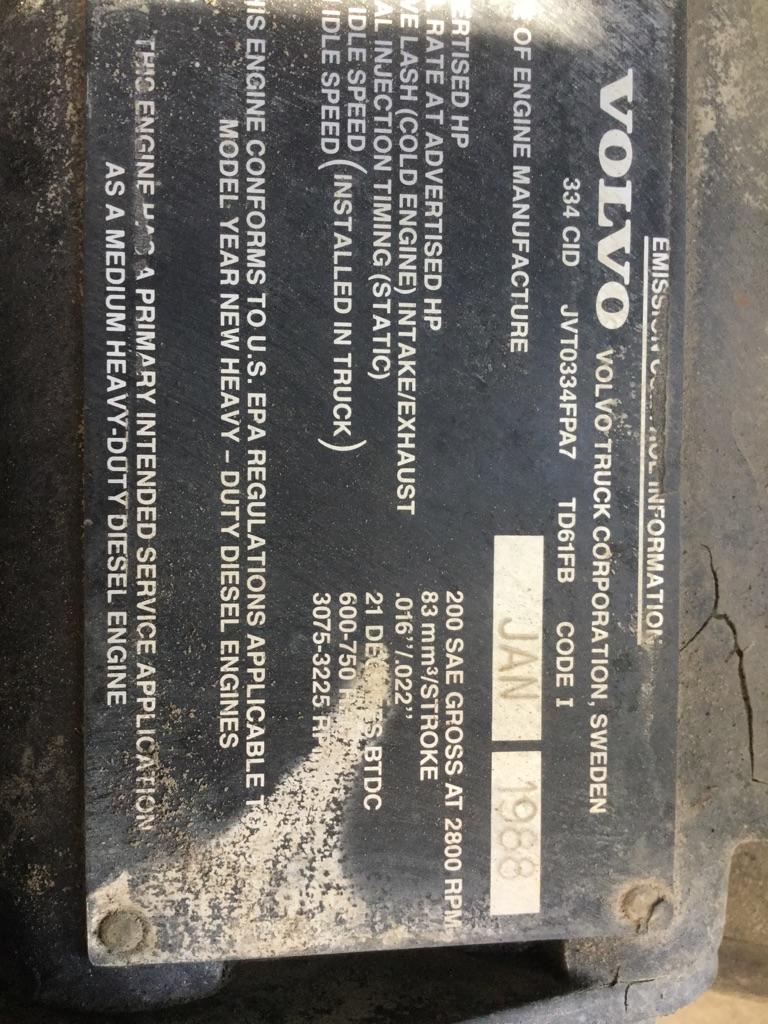 EMISSION CONTROL INFORMATION
VOLVO VOLVO TRUCK CORPORATION, SWEDEN
334 CID JVT0334FPA7 TD61FB CODE I
OF ENGINE MANUFACTURE JAN 1988
ERTISED HP 200 SAE GROSS AT 2800 RPM
RATE AT ADVERTISED HP 83 mm³/STROKE
VE LASH (COLD ENGINE) INTAKE/EXHAUST .016"/.022"
AL INJECTION TIMING (STATIC) 21 DEGREES BTDC
IDLE SPEED 600-750
IDLE SPEED (INSTALLED IN TRUCK) 3075-3225
HIS ENGINE CONFORMS TO U.S. EPA REGULATIONS APPLICABLE T
MODEL YEAR NEW HEAVY - DUTY DIESEL ENGINES
THIS ENGINE HAS A PRIMARY INTENDED SERVICE APPLICATION
AS A MEDIUM HEAVY-DUTY DIESEL ENGINE